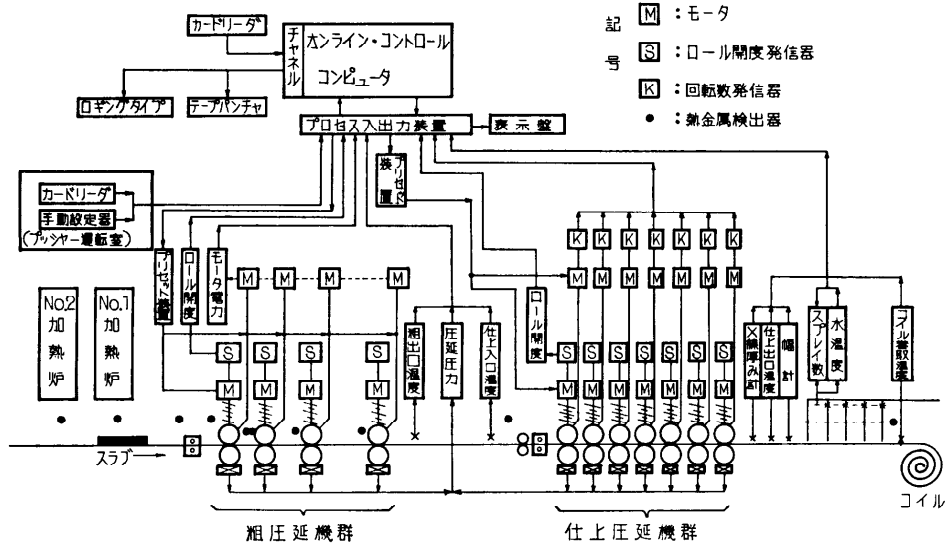 カードリーダ
チャネル
オンライン・コントロール
コンピュータ
ロギングタイプ
テープパンチャ
プロセス入出力装置
表示盤
記号
M :モータ
S :ロール開度発信器
K :回転数発信器
● :熱金属検出器
カードリーダ
手動設定器
(プッシャー運転室)
プリセット装置
プリセット装置
ロール開度
モータ電力
M M M M
K K K K K K K
M M M M M M M
No.2加熱炉
No.1加熱炉
粗出口温度
圧延圧力
仕上入口温度
ロール開度
X線厚み計
仕上出口温度
幅計
スプレイ数
水温度
コイル巻取温度
S S S S
S S S S S S S
M M M M
M M M M M M M
スラブ
コイル
粗圧延機群
仕上圧延機群